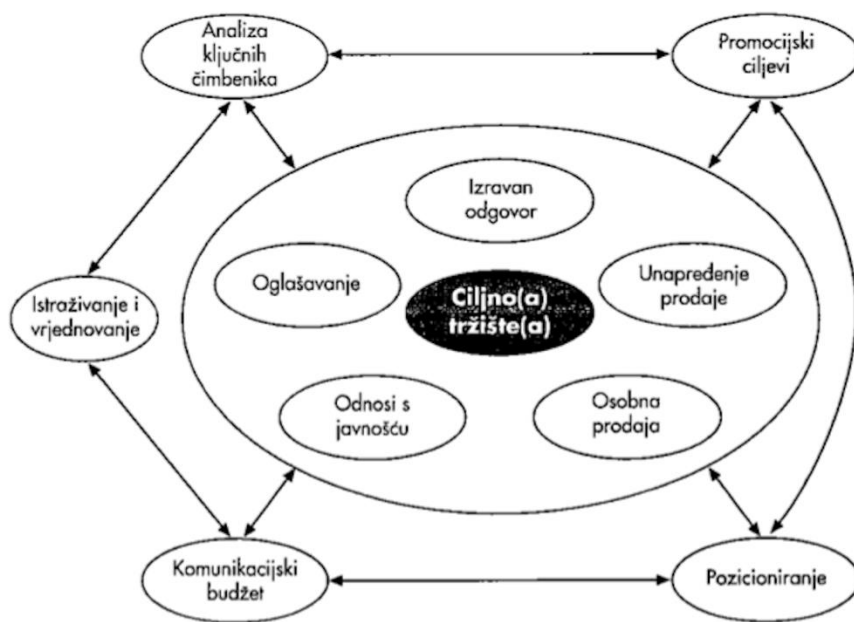 Analiza
ključnih
čimbenika
Promocijski
ciljevi
Izravan
odgovor
Oglašavanje
Ciljno(a)
tržište(a)
Unapređenje
prodaje
Istraživanje i
vrjednovanje
Odnosi s
javnošću
Osobna
prodaja
Komunikacijski
budžet
Pozicioniranje